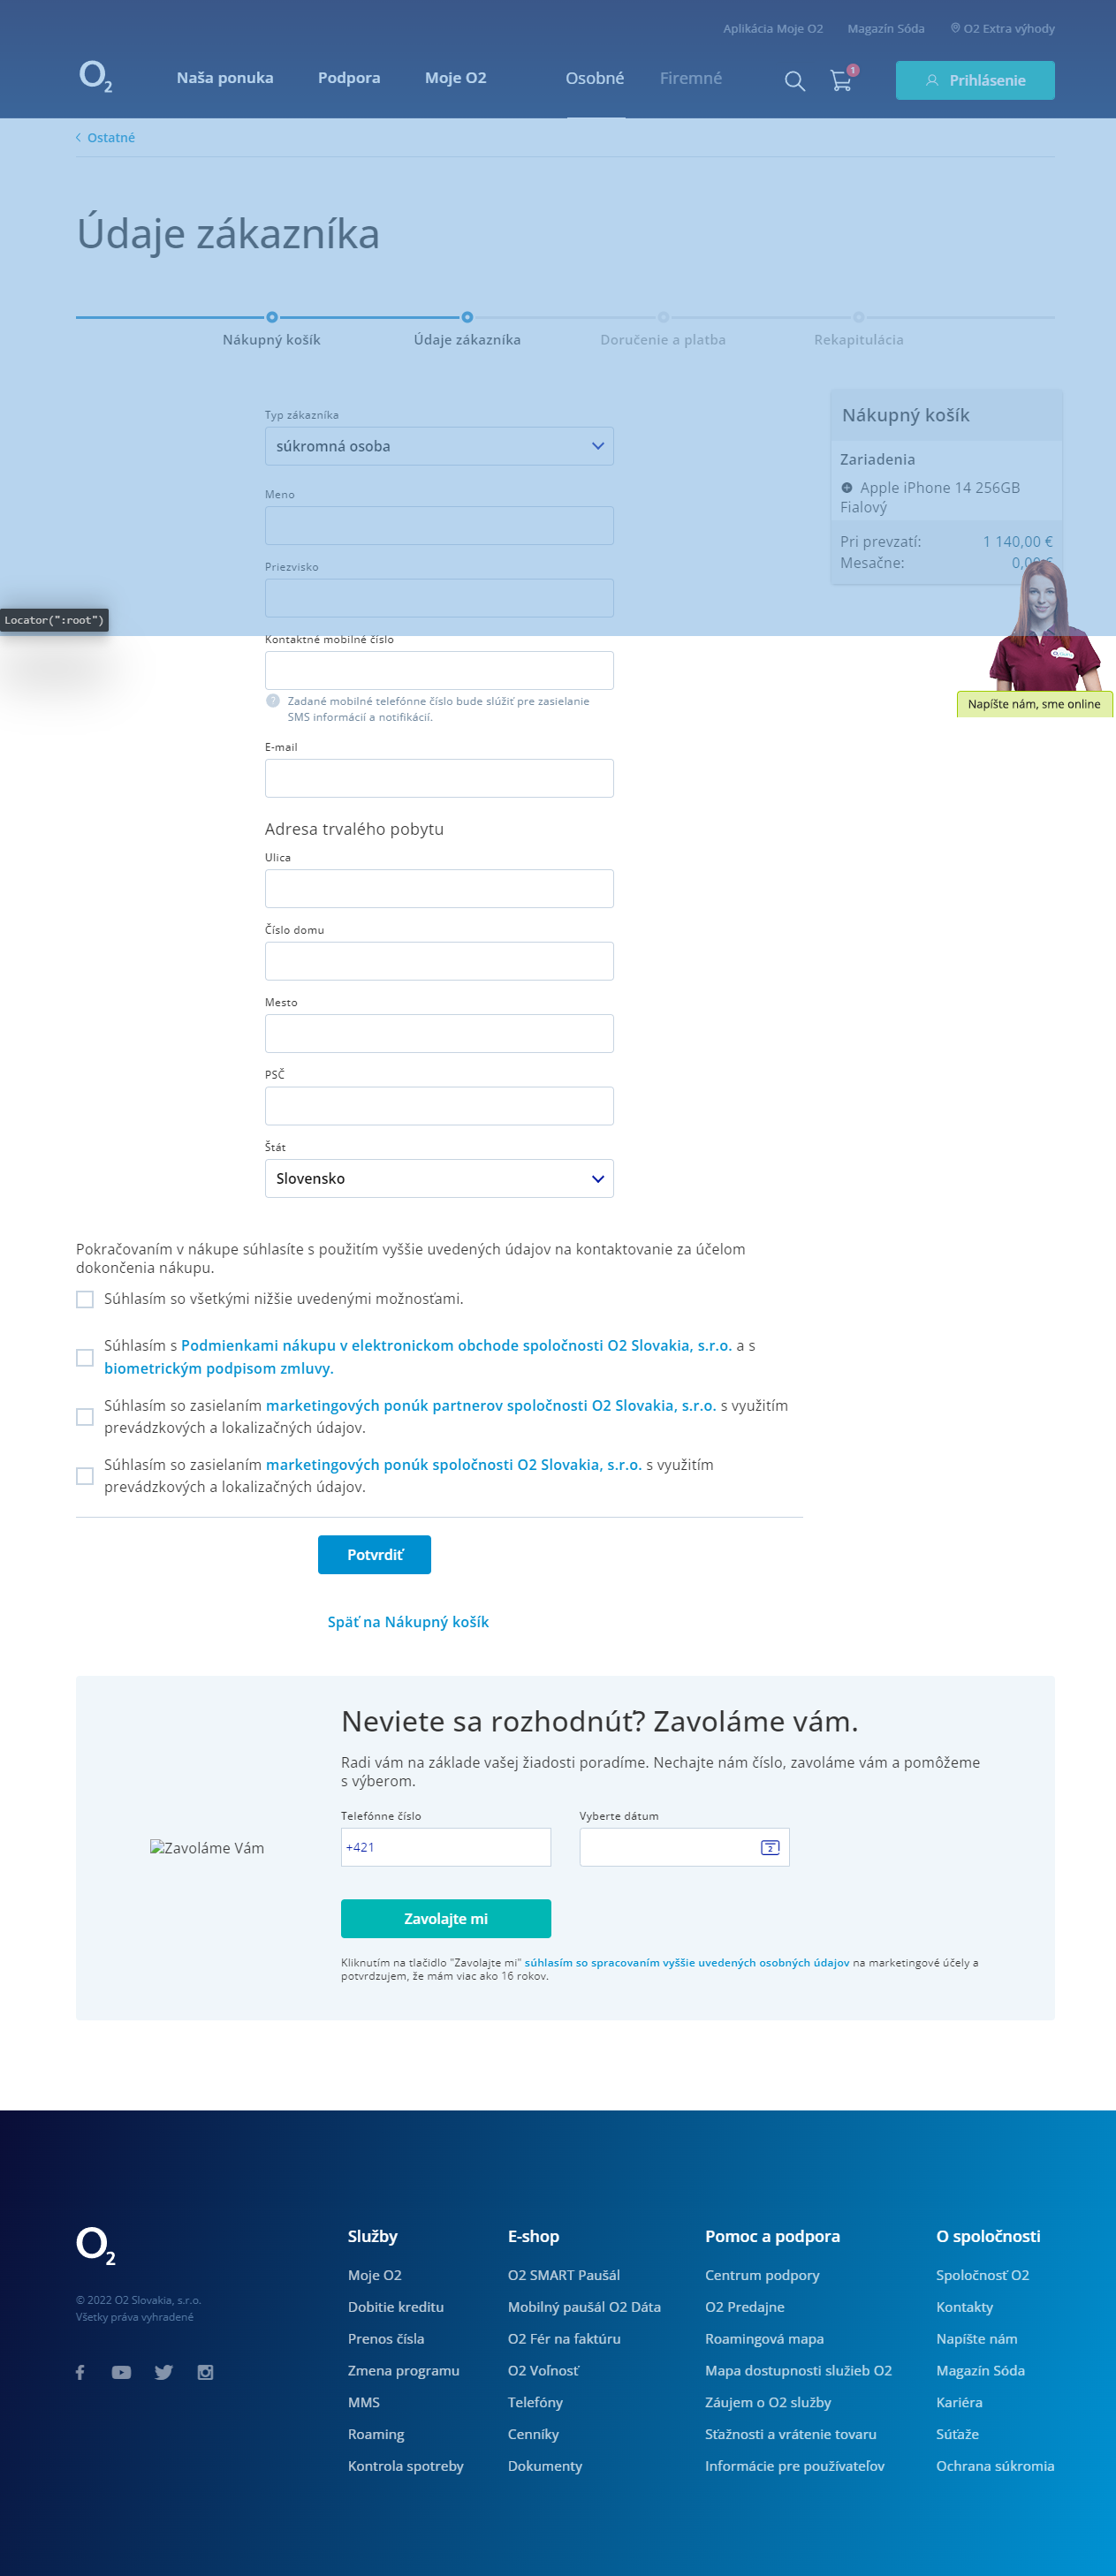 Aplikácia Moje O2 Magazín Sóda O2 Extra výhody
O2 Naša ponuka Podpora Moje O2 Osobné Firemné 1 Prihlásenie
Ostatné
Údaje zákazníka
Nákupný košík Údaje zákazníka Doručenie a platba Rekapitulácia
Typ zákazníka
súkromná osoba
Meno
Priezvisko
Nákupný košík
Zariadenia
Apple iPhone 14 256GB
Fialový
Pri prevzatí: 1 140,00 €
Mesačne: 0,00 €
Locator(":root")
Kontaktné mobilné číslo
? Zadané mobilné telefónne číslo bude slúžiť pre zasielanie
SMS informácií a notifikácií.
O2 Guru
Napíšte nám, sme online
E-mail
Adresa trvalého pobytu
Ulica
Číslo domu
Mesto
PSČ
Štát
Slovensko
Pokračovaním v nákupe súhlasíte s použitím vyššie uvedených údajov na kontaktovanie za účelom
dokončenia nákupu.
Súhlasím so všetkými nižšie uvedenými možnosťami.
Súhlasím s Podmienkami nákupu v elektronickom obchode spoločnosti O2 Slovakia, s.r.o. a s
biometrickým podpisom zmluvy.
Súhlasím so zasielaním marketingových ponúk partnerov spoločnosti O2 Slovakia, s.r.o. s využitím
prevádzkových a lokalizačných údajov.
Súhlasím so zasielaním marketingových ponúk spoločnosti O2 Slovakia, s.r.o. s využitím
prevádzkových a lokalizačných údajov.
Potvrdiť
Späť na Nákupný košík
Neviete sa rozhodnúť? Zavoláme vám.
Radi vám na základe vašej žiadosti poradíme. Nechajte nám číslo, zavoláme vám a pomôžeme
s výberom.
Telefónne číslo Vyberte dátum
Zavoláme Vám
+421 2
Zavolajte mi
Kliknutím na tlačidlo "Zavolajte mi" súhlasím so spracovaním vyššie uvedených osobných údajov na marketingové účely a
potvrdzujem, že mám viac ako 16 rokov.
O2
© 2022 O2 Slovakia, s.r.o.
Všetky práva vyhradené
Služby
Moje O2
Dobitie kreditu
Prenos čísla
Zmena programu
MMS
Roaming
Kontrola spotreby
E-shop
O2 SMART Paušál
Mobilný paušál O2 Dáta
O2 Fér na faktúru
O2 Voľnosť
Telefóny
Cenníky
Dokumenty
Pomoc a podpora
Centrum podpory
O2 Predajne
Roamingová mapa
Mapa dostupnosti služieb O2
Záujem o O2 služby
Sťažnosti a vrátenie tovaru
Informácie pre používateľov
O spoločnosti
Spoločnosť O2
Kontakty
Napíšte nám
Magazín Sóda
Kariéra
Súťaže
Ochrana súkromia